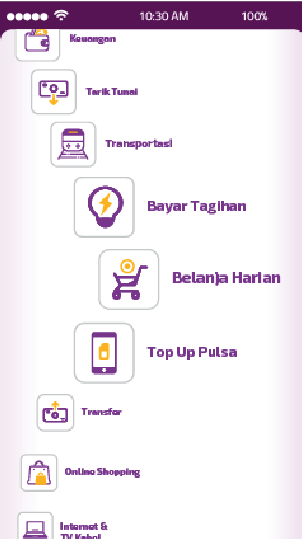 10:30 AM
100%
Keuangan
Tarik Tunai
Transportasi
Bayar Tagihan
Belanja Harian
Top Up Pulsa
Transfer
Online Shopping
Internet &
TV Kabel